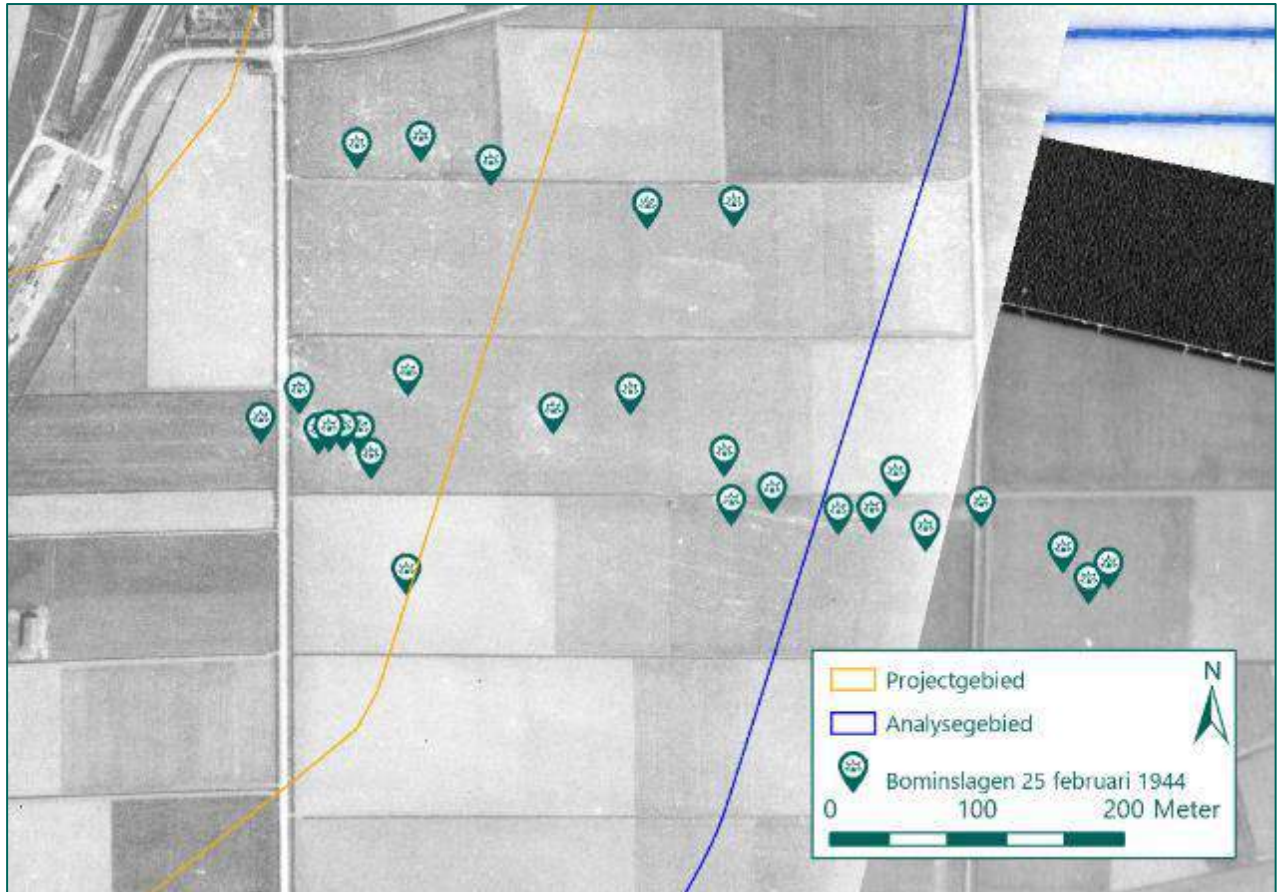 N
Projectgebied
Analysegebied
Bominslagen 25 februari 1944
0 100 200 Meter